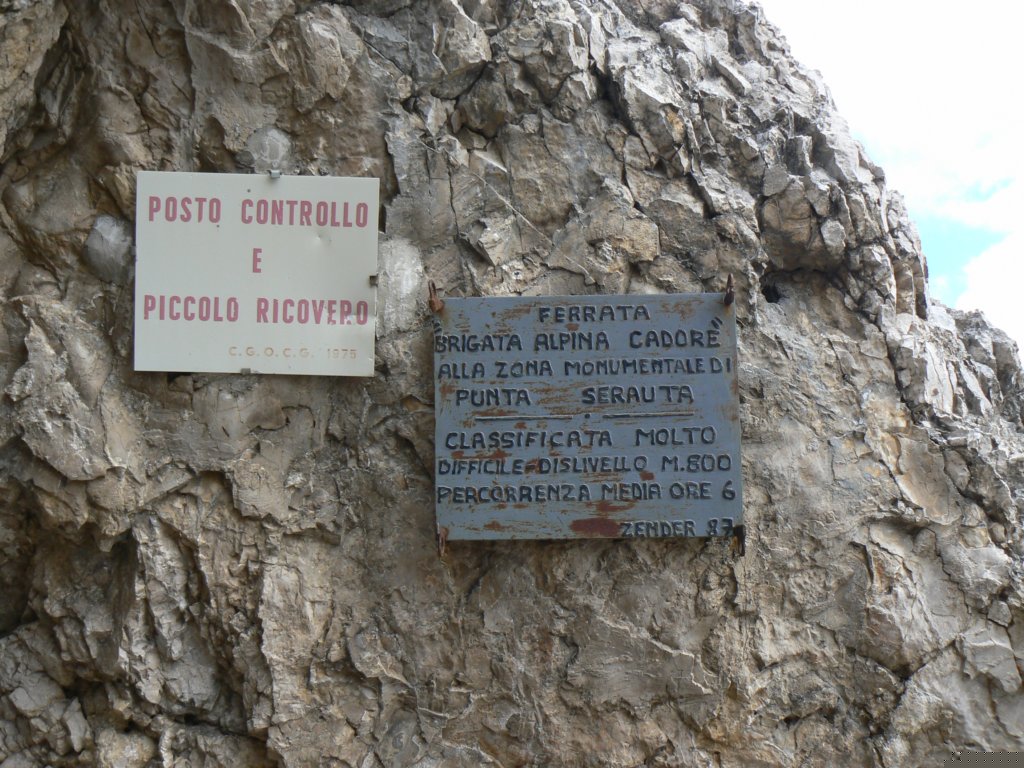 POSTO CONTROLLO
E
PICCOLO RICOVERO
C.G.O.C.G. 1975
FERRATA
BRIGATA ALPINA CADORE"
ALLA ZONA MONUMENTALE DI
PUNTA SERAUTA
CLASSIFICATA MOLTO
DIFFICILE-DISLIVELLO M.800
PERCORRENZA MEDIA ORE 6
ZENDER 87